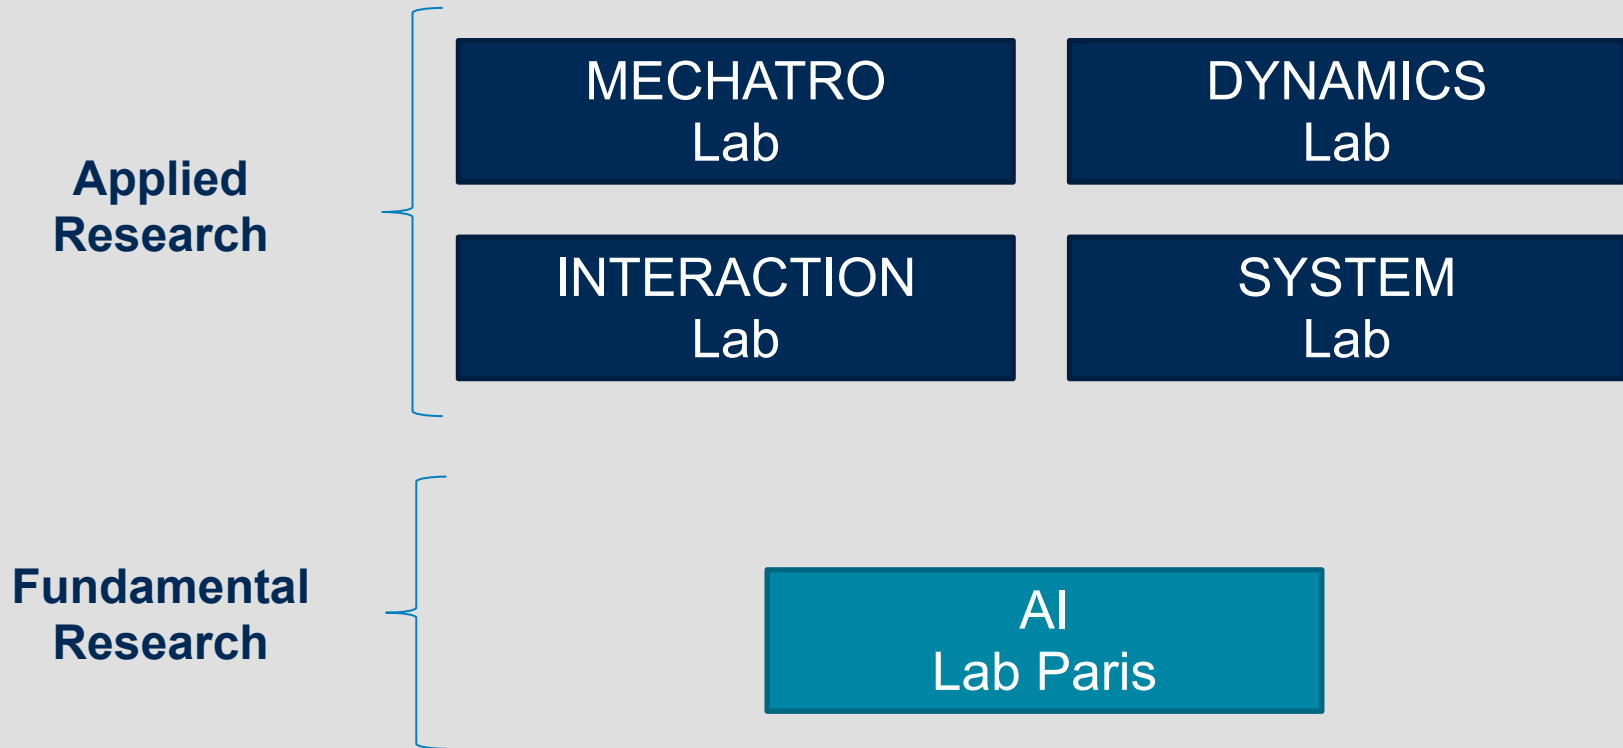 Applied
Research
MECHATRO
Lab
DYNAMICS
Lab
INTERACTION
Lab
SYSTEM
Lab
Fundamental
Research
AI
Lab Paris